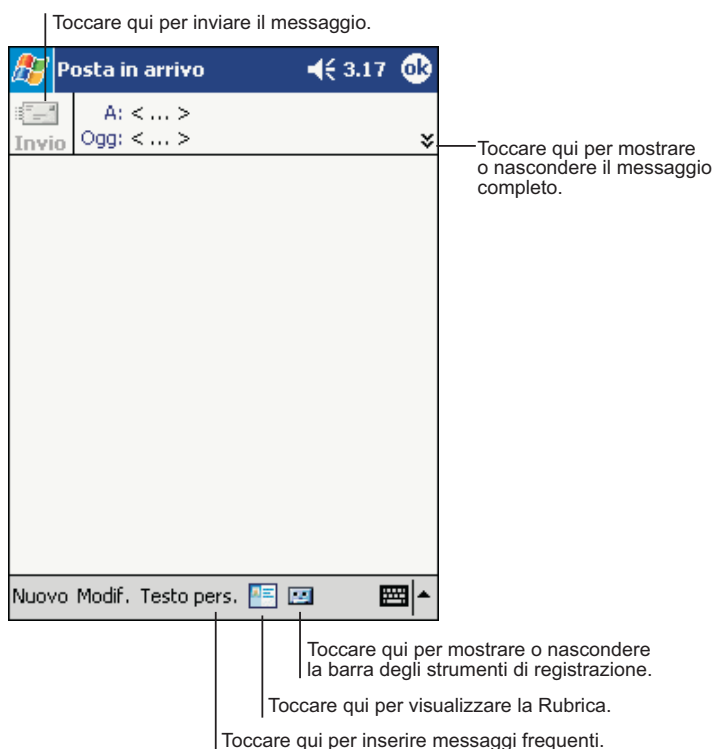 Toccare qui per inviare il messaggio.
Posta in arrivo 3.17 ok
A: < ... >
Invio Ogg: < ... >
Toccare qui per mostrare
o nascondere il messaggio
completo.
Nuovo Modif. Testo pers.
Toccare qui per mostrare o nascondere
la barra degli strumenti di registrazione.
Toccare qui per visualizzare la Rubrica.
Toccare qui per inserire messaggi frequenti.